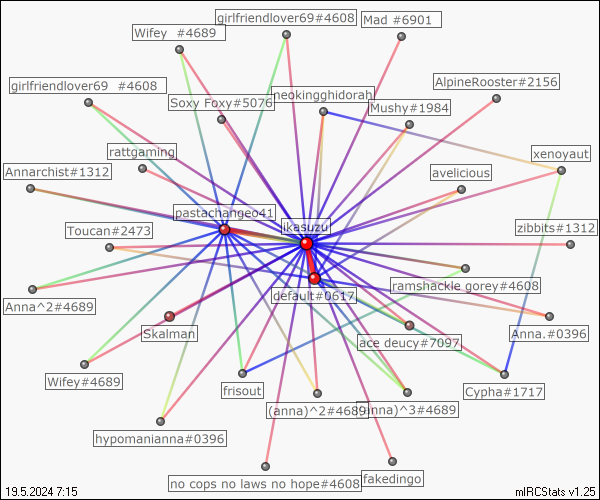 girlfriendlover69#4608
Mad #6901
Wifey  #4689
girlfriendlover69  #4608
AlpineRooster#2156
neokingghidorah
Soxy Foxy#5076
Mushy#1984
rattgaming
xenoyaut
Annarchist#1312
avelicious
pastachangeo41
ikasuzu
zibbits#1312
Toucan#2473
ramshackle gorey#4608
default#0617
Anna^2#4689
Skalman
Anna.#0396
ace deucy#7097
Wifey#4689
frisout
Cypha#1717
(anna)^2#4689
(anna)^3#4689
hypomanianna#0396
no cops no laws no hope#4608
fakedingo
19.5.2024 7:15
mIRCStats v1.25